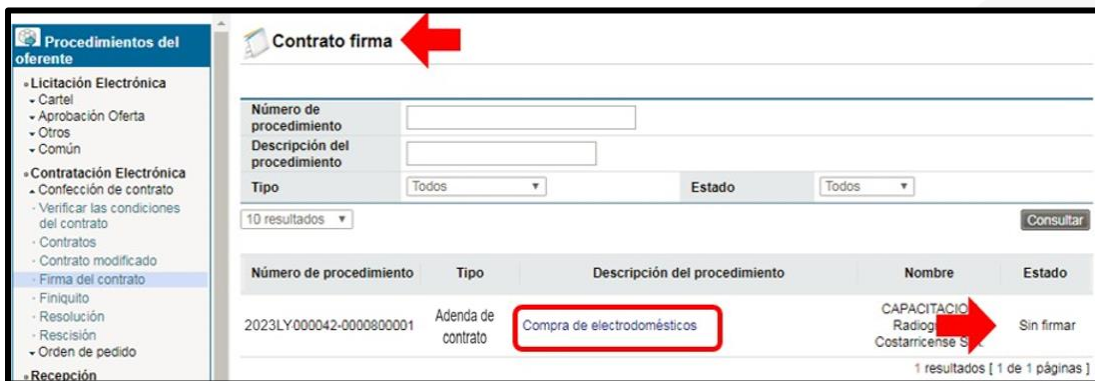 Procedimientos del
oferente
Licitación Electrónica
Cartel
Aprobación Oferta
Otros
Común
Contratación Electrónica
Confección de contrato
Verificar las condiciones
del contrato
Contratos
Contrato modificado
Firma del contrato
Finiquito
Resolución
Rescisión
Orden de pedido
Recepción
Contrato firma
Número de
procedimiento
Descripción del
procedimiento
Tipo Todos Estado Todos
10 resultados Consultar
Número de procedimiento Tipo Descripción del procedimiento Nombre Estado
2023LY-000042-0000800001 Adenda de
contrato Compra de electrodomésticos Costarricense Sin firmar
1 resultados [ 1 de 1 páginas ]